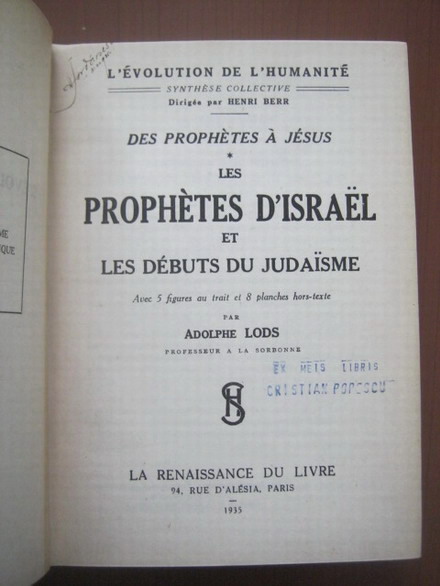 L'ÉVOLUTION DE L'HUMANITÉ
SYNTHÈSE COLLECTIVE
Dirigée par HENRI BERR
DES PROPHÈTES À JÉSUS
*
LES
PROPHÈTES D'ISRAËL
ET
LES DÉBUTS DU JUDAÏSME
Avec 5 figures au trait et 8 planches hors-texte
PAR
ADOLPHE LODS
PROFESSEUR A LA SORBONNE
EX MEIS LIBRIS
CRISTIAN POPESCU
LA RENAISSANCE DU LIVRE
94, RUE D'ALÉSIA, PARIS
1935